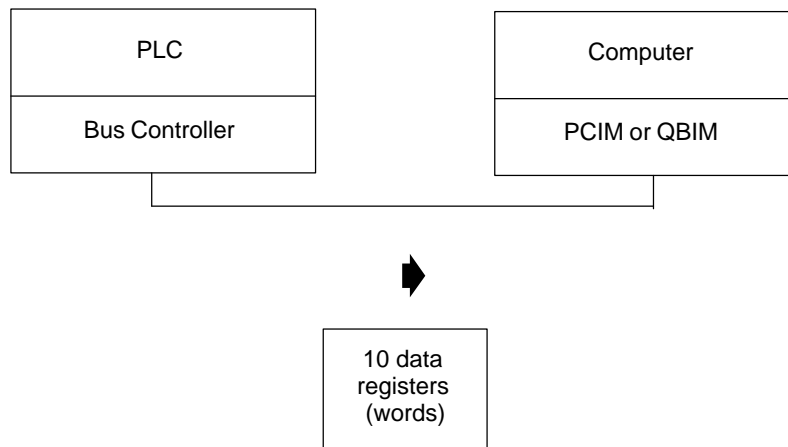 PLC
Computer
Bus Controller
PCIM or QBIM
10 data
registers
(words)